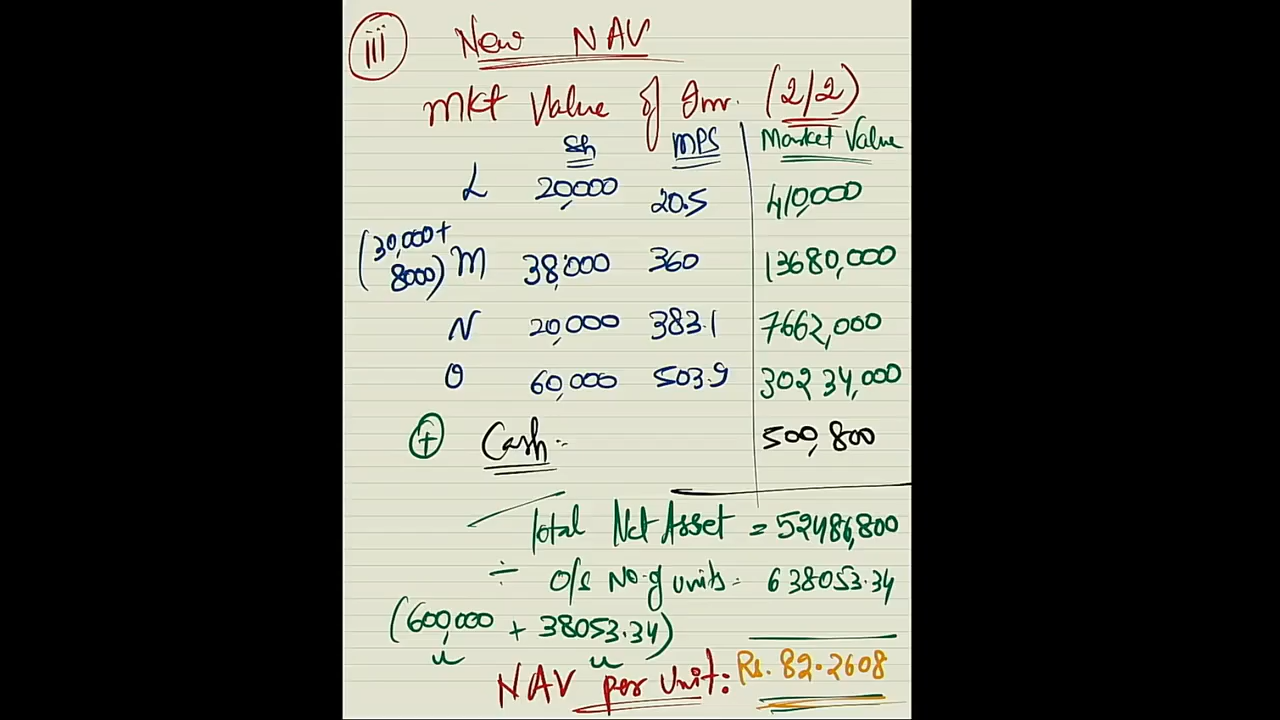 iii New NAV
Mkt Value of Inv. (2/2)
Sh MPS Market Value
L 20,000 20.5 410,000
(30,000+
8000) M 38,000 360 13680,000
N 20,000 383.1 7662,000
O 60,000 503.9 30234,000
+ Cash :- 500,800
Total Net Asset = 52486,800
÷ O/s No. of units = 638053.34
(600,000 + 38053.34)
NAV per Unit: Rs. 82.2608